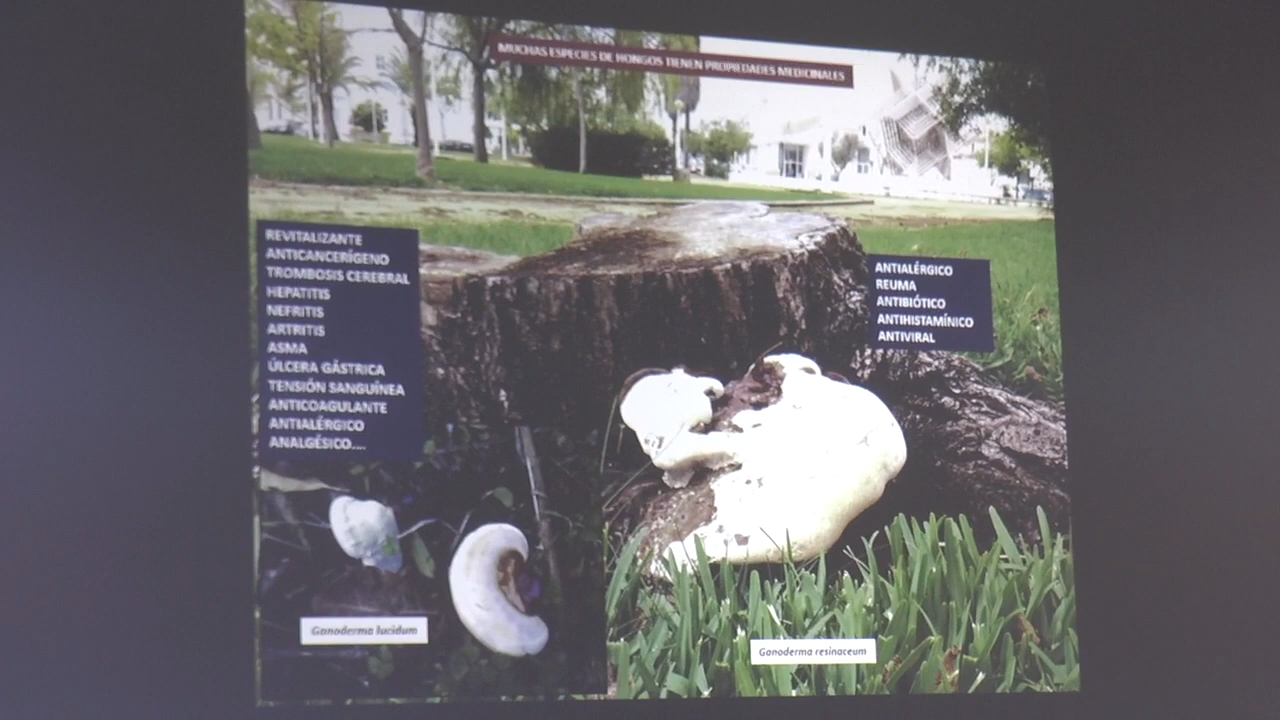 MUCHAS ESPECIES DE HONGOS TIENEN PROPIEDADES MEDICINALES
REVITALIZANTE
ANTICANCERÍGENO
TROMBOSIS CEREBRAL
HEPATITIS
NEFRITIS
ARTRITIS
ASMA
ÚLCERA GÁSTRICA
TENSIÓN SANGUÍNEA
ANTICOAGULANTE
ANTIALÉRGICO
ANALGÉSICO....
ANTIALÉRGICO
REUMA
ANTIBIÓTICO
ANTIHISTAMÍNICO
ANTIVIRAL
Ganoderma lucidum
Ganoderma resinaceum